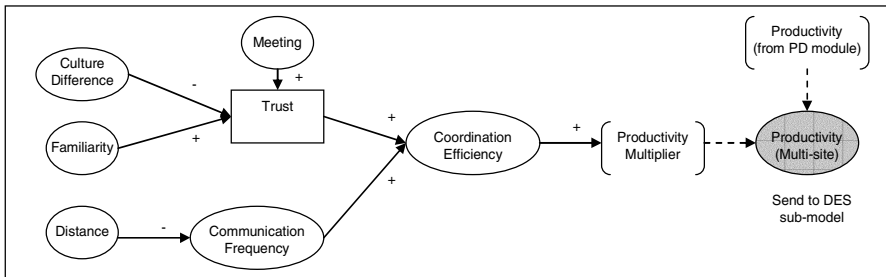 Meeting
+
Culture
Difference
-
Trust
Familiarity
+
Distance
-
Communication
Frequency
+
+
Coordination
Efficiency
+
Productivity
Multiplier
Productivity
(from PD module)
Productivity
(Multi-site)
Send to DES
sub-model